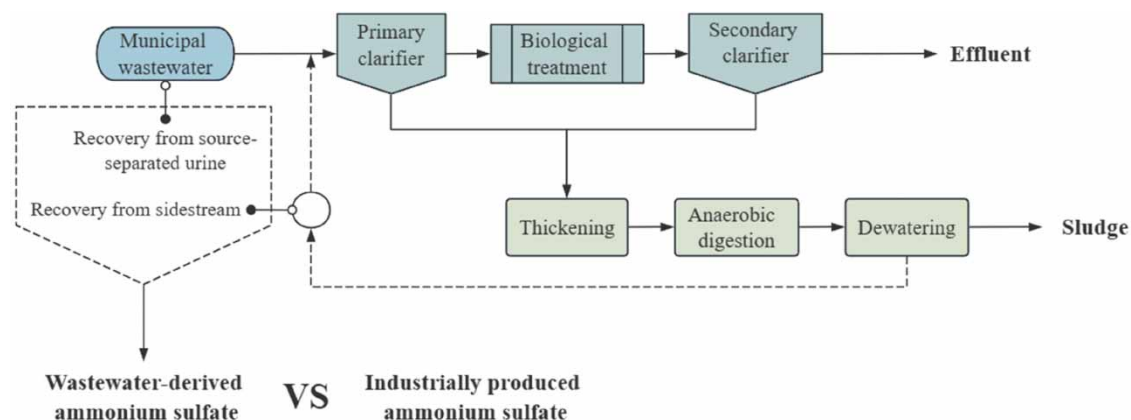 Municipal
wastewater
Primary
clarifier
Biological
treatment
Secondary
clarifier
Effluent
Recovery from source-
separated urine
Recovery from sidestream
Thickening
Anaerobic
digestion
Dewatering
Sludge
Wastewater-derived
ammonium sulfate
VS
Industrially produced
ammonium sulfate